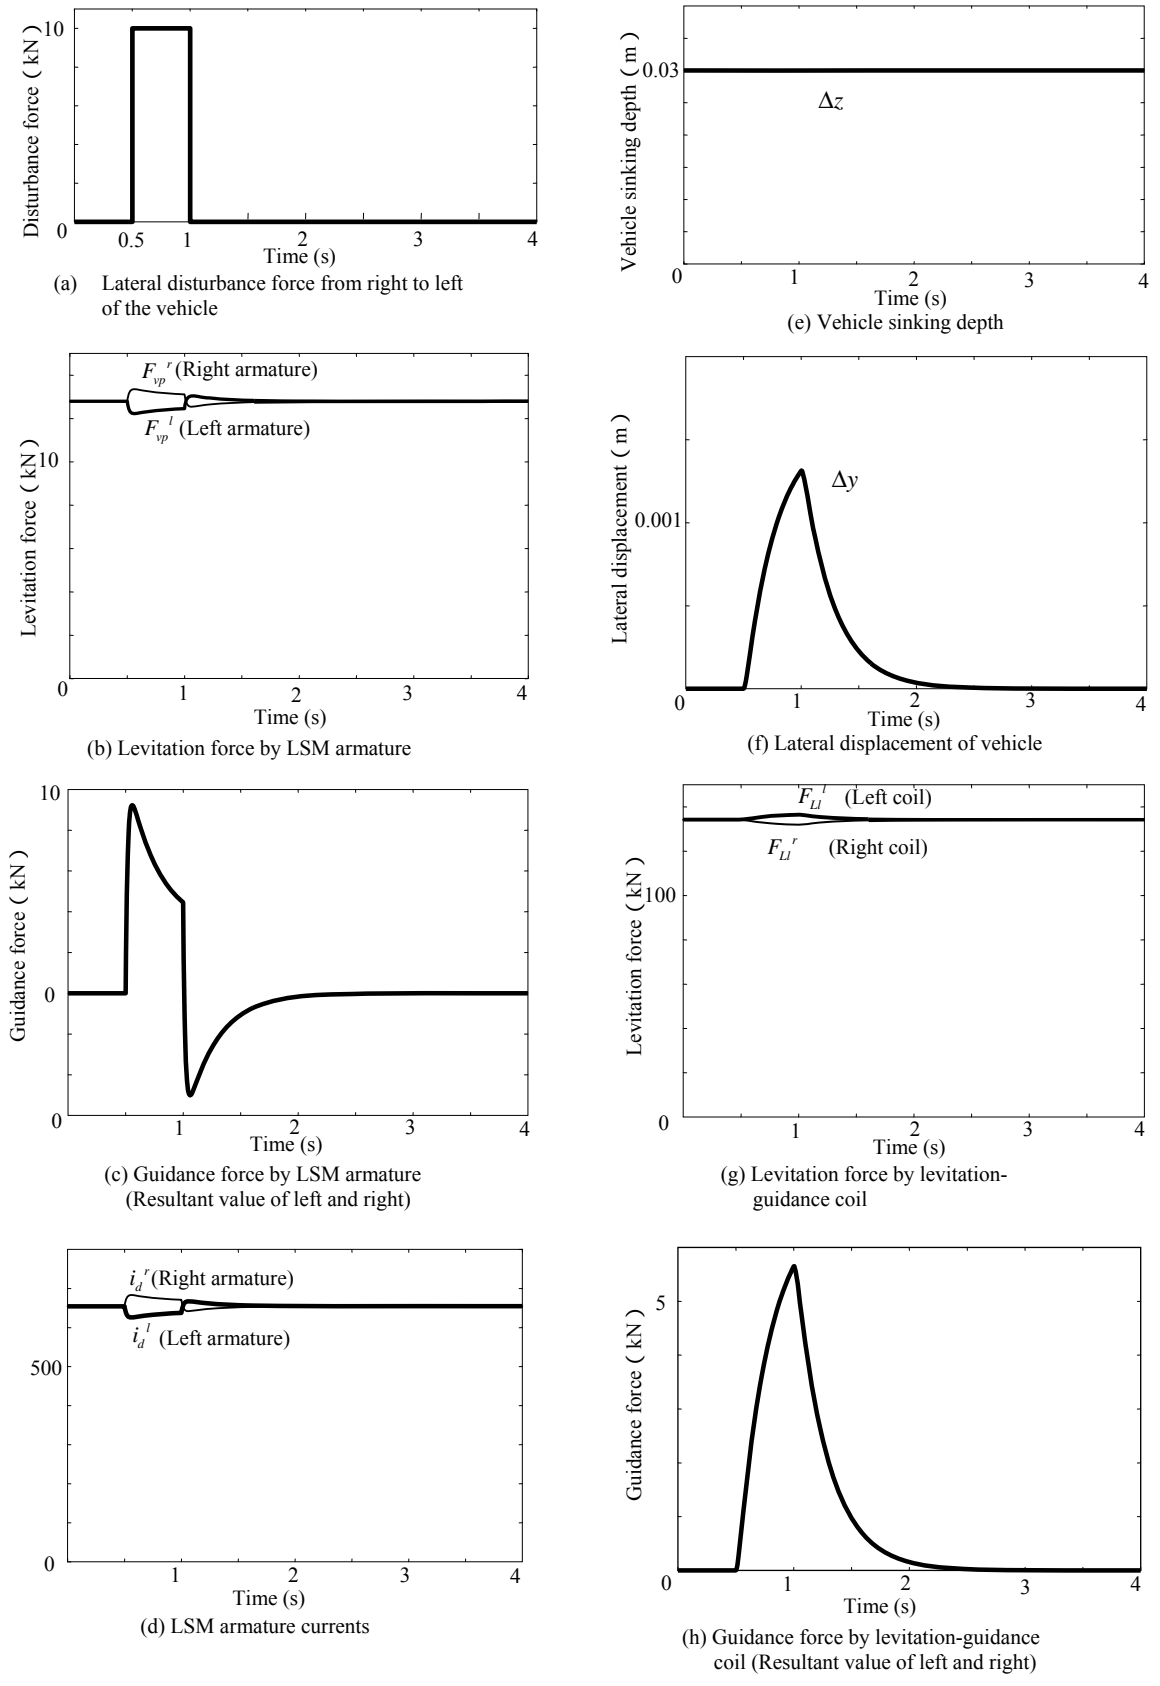 10
Disturbance force ( kN )
0
0.5
1
2
3
4
Time (s)
(a) Lateral disturbance force from right to left
of the vehicle
F_vp^r (Right armature)
F_vp^l (Left armature)
10
Levitation force ( kN )
0
1
2
3
4
Time (s)
(b) Levitation force by LSM armature
10
Guidance force ( kN )
0
0
1
2
3
4
Time (s)
(c) Guidance force by LSM armature
(Resultant value of left and right)
i_d^r (Right armature)
i_d^l (Left armature)
500
0
1
2
3
4
Time (s)
(d) LSM armature currents
Vehicle sinking depth ( m )
0.03
Δz
0
1
2
3
4
Time (s)
(e) Vehicle sinking depth
Lateral displacement ( m )
Δy
0.001
0
1
2
3
4
Time (s)
(f) Lateral displacement of vehicle
F_Ll^l (Left coil)
F_Ll^r (Right coil)
100
Levitation force ( kN )
0
1
2
3
4
Time (s)
(g) Levitation force by levitation-
guidance coil
5
Guidance force ( kN )
0
1
2
3
4
Time (s)
(h) Guidance force by levitation-guidance
coil (Resultant value of left and right)